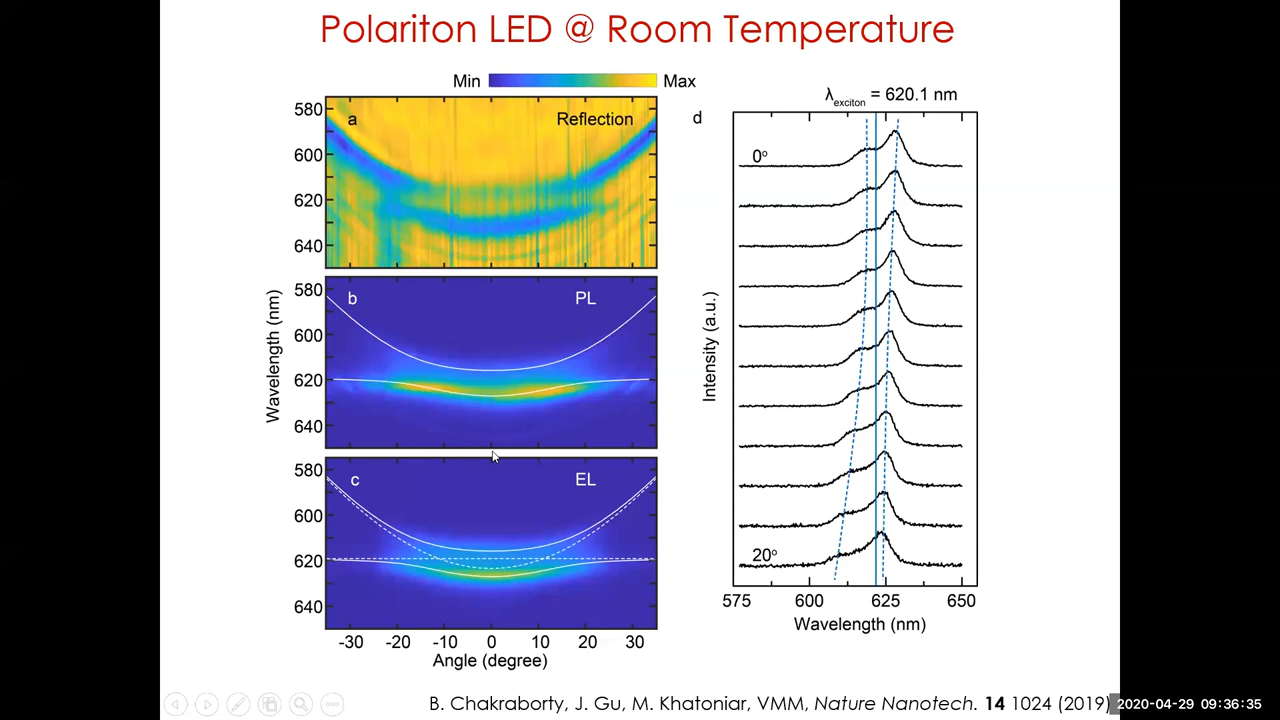 Polariton LED @ Room Temperature
Min Max
a Reflection
580
600
620
640
b PL
580
600
620
640
c EL
580
600
620
640
-30 -20 -10 0 10 20 30
Angle (degree)
Wavelength (nm)
d
λexciton = 620.1 nm
0°
20°
Intensity (a.u.)
575 600 625 650
Wavelength (nm)
B. Chakraborty, J. Gu, M. Khatoniar, VMM, Nature Nanotech. 14 1024 (2019)
2020-04-29 09:36:35